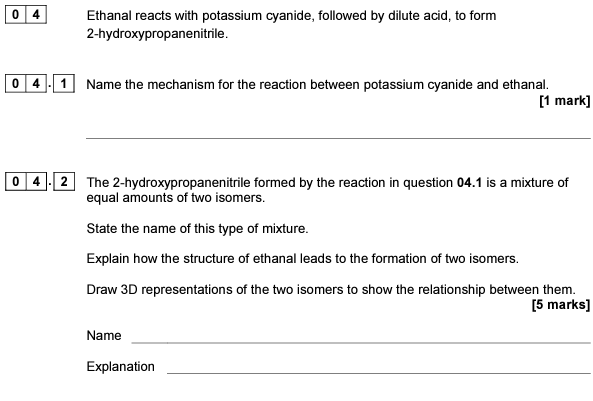 0 4 Ethanal reacts with potassium cyanide, followed by dilute acid, to form
2-hydroxypropanenitrile.
0 4 . 1 Name the mechanism for the reaction between potassium cyanide and ethanal.
[1 mark]
0 4 . 2 The 2-hydroxypropanenitrile formed by the reaction in question 04.1 is a mixture of
equal amounts of two isomers.
State the name of this type of mixture.
Explain how the structure of ethanal leads to the formation of two isomers.
Draw 3D representations of the two isomers to show the relationship between them.
[5 marks]
Name
Explanation